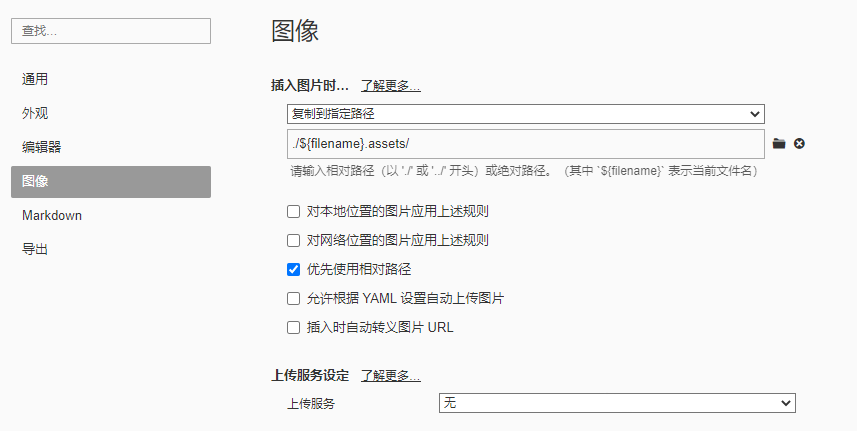 查找...
通用
外观
编辑器
图像
Markdown
导出
图像
插入图片时... 了解更多...
复制到指定路径
./${filename}.assets/
请输入相对路径（以 './' 或 '../' 开头）或绝对路径。（其中 `${filename}` 表示当前文件名）
对本地位置的图片应用上述规则
对网络位置的图片应用上述规则
优先使用相对路径
允许根据 YAML 设置自动上传图片
插入时自动转义图片 URL
上传服务设定 了解更多...
上传服务 无